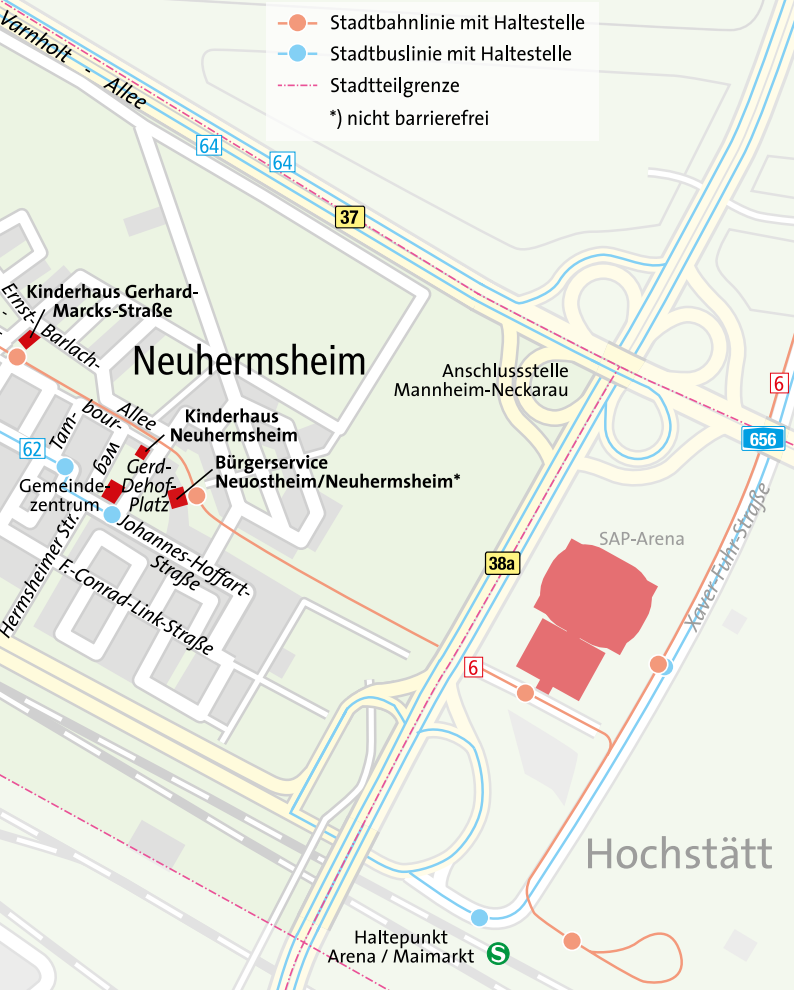 Stadtbahnlinie mit Haltestelle
Stadtbuslinie mit Haltestelle
Stadtteilgrenze
*) nicht barrierefrei
Varnholt - Allee
64
64
37
Kinderhaus Gerhard-
Marcks-Straße
Ernst-
Barlach-
Allee
Neuhermsheim
Anschlussstelle
Mannheim-Neckarau
6
656
Kinderhaus
Neuhermsheim
Tam-
bour-
weg
62
Bürgerservice
Neuostheim/Neuhermsheim*
Gerd-
Dehof-
Platz
Gemeinde-
zentrum
Johannes-Hoffart-
Straße
Hermsheimer Str.
F.-Conrad-Link-Straße
38a
SAP-Arena
Xaver-Fuhr-Straße
6
Hochstätt
Haltepunkt
Arena / Maimarkt
S